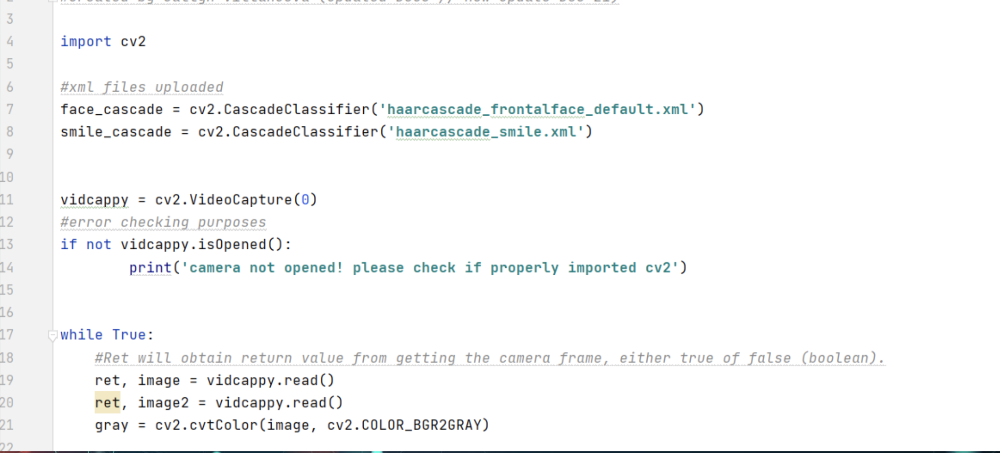 3
4 import cv2
5
6 #xml files uploaded
7 face_cascade = cv2.CascadeClassifier('haarcascade_frontalface_default.xml')
8 smile_cascade = cv2.CascadeClassifier('haarcascade_smile.xml')
9
10
11 vidcappy = cv2.VideoCapture(0)
12 #error checking purposes
13 if not vidcappy.isOpened():
14 print('camera not opened! please check if properly imported cv2')
15
16
17 while True:
18 #Ret will obtain return value from getting the camera frame, either true of false (boolean).
19 ret, image = vidcappy.read()
20 ret, image2 = vidcappy.read()
21 gray = cv2.cvtColor(image, cv2.COLOR_BGR2GRAY)
22